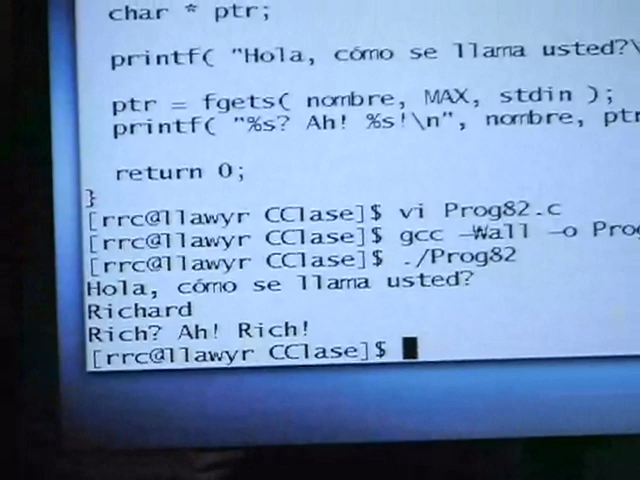 char * ptr;
printf( "Hola, cómo se llama usted?\
ptr = fgets( nombre, MAX, stdin );
printf( "%s? Ah! %s!\n", nombre, ptr
return 0;
}
[rrc@llawyr CClase]$ vi Prog82.c
[rrc@llawyr CClase]$ gcc -Wall -o Pro
[rrc@llawyr CClase]$ ./Prog82
Hola, cómo se llama usted?
Richard
Rich? Ah! Rich!
[rrc@llawyr CClase]$